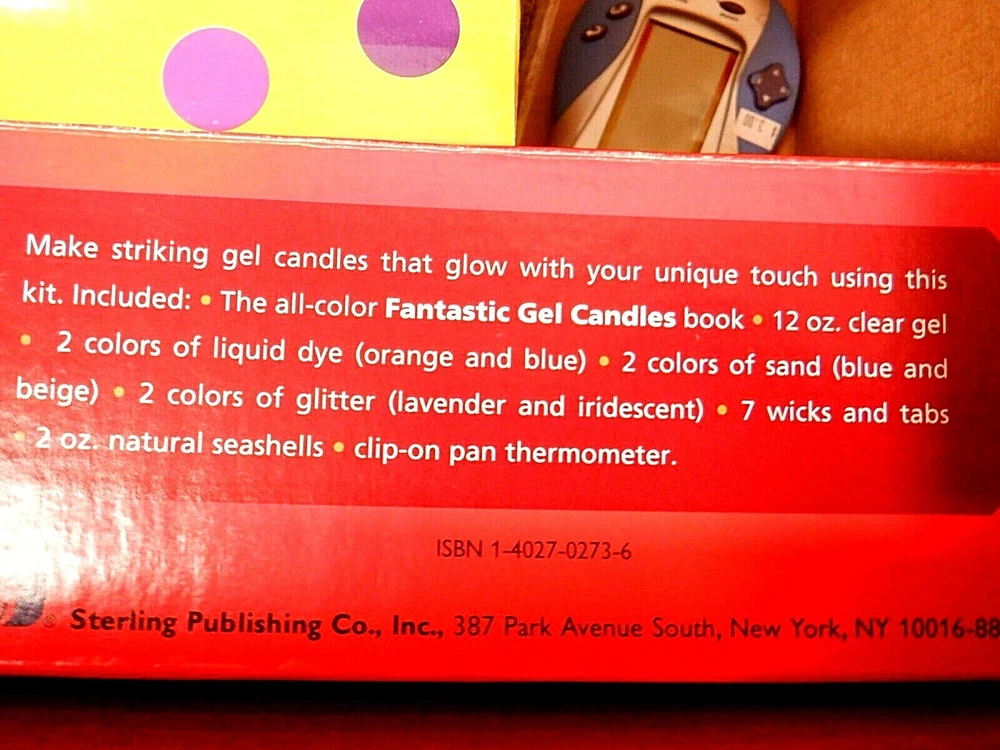 Make striking gel candles that glow with your unique touch using this
kit. Included: • The all-color Fantastic Gel Candles book • 12 oz. clear gel
• 2 colors of liquid dye (orange and blue) • 2 colors of sand (blue and
beige) • 2 colors of glitter (lavender and iridescent) • 7 wicks and tabs
• 2 oz. natural seashells • clip-on pan thermometer.
ISBN 1-4027-0273-6
® Sterling Publishing Co., Inc., 387 Park Avenue South, New York, NY 10016-88